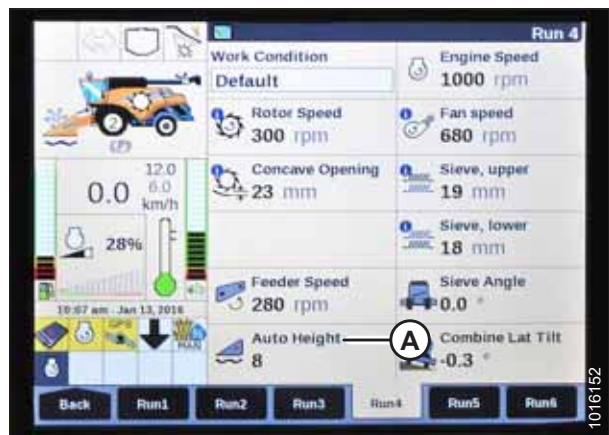 Run 4
Work Condition
Default
Engine Speed
1000 rpm
Rotor Speed
300 rpm
Fan speed
680 rpm
Concave Opening
23 mm
Sieve, upper
19 mm
Sieve, lower
18 mm
Feeder Speed
280 rpm
Sieve Angle
0.0 °
Auto Height
8
A
Combine Lat Tilt
-0.3 °
2
(P)
0.0
12.0
6.0
km/h
28%
10:07 am - Jan 13, 2016
GPS
MAN
Back
Run1
Run2
Run3
Run4
Run5
Run6
1016152